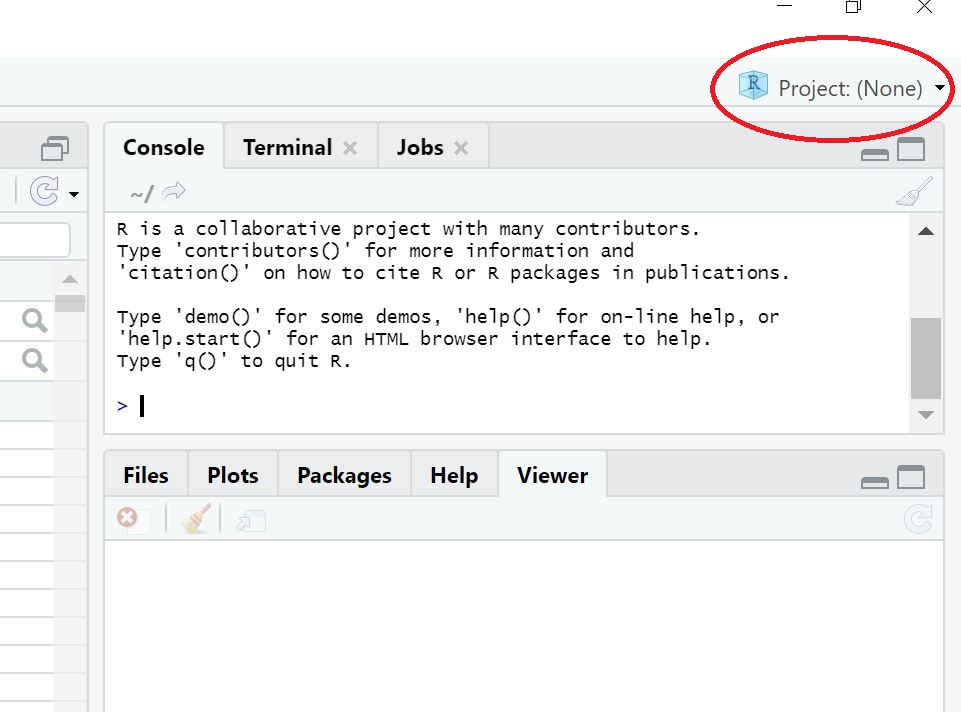 R Project: (None)
Console Terminal Jobs
~/
R is a collaborative project with many contributors.
Type 'contributors()' for more information and
'citation()' on how to cite R or R packages in publications.
Type 'demo()' for some demos, 'help()' for on-line help, or
'help.start()' for an HTML browser interface to help.
Type 'q()' to quit R.
>
Files Plots Packages Help Viewer